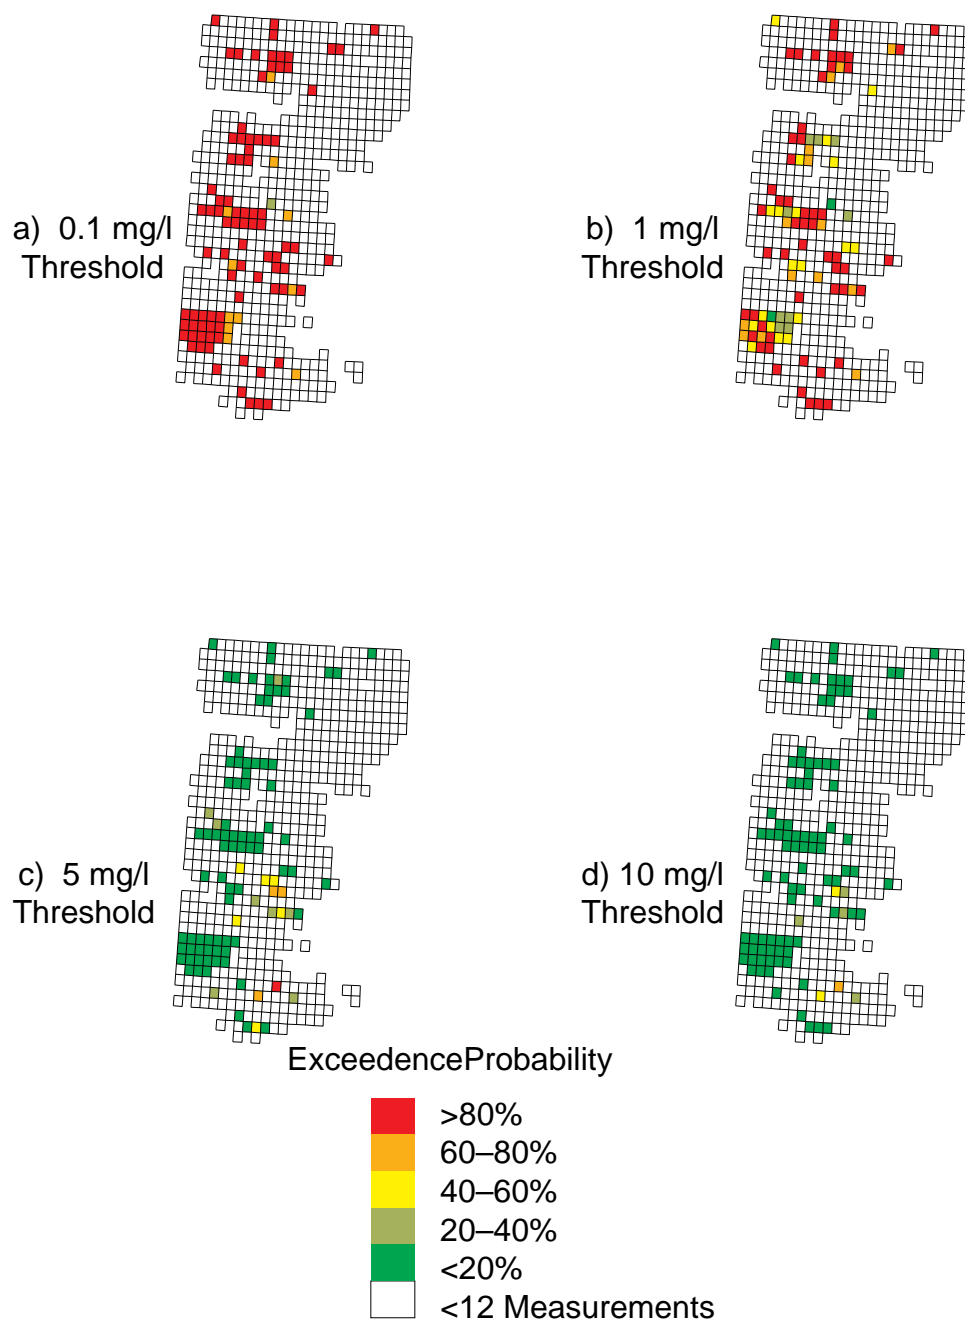 a) 0.1 mg/l
Threshold
b) 1 mg/l
Threshold
c) 5 mg/l
Threshold
d) 10 mg/l
Threshold
ExceedenceProbability
>80%
60–80%
40–60%
20–40%
<20%
<12 Measurements